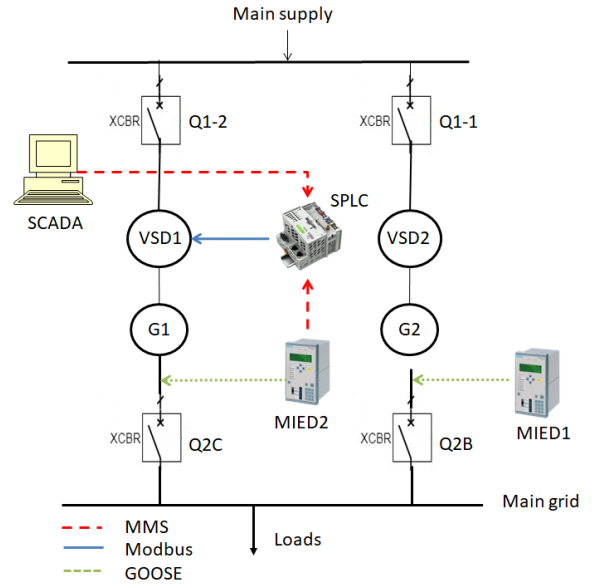 Main supply
XCBR
Q1-2
XCBR
Q1-1
SCADA
SPLC
VSD1
VSD2
G1
G2
MIED2
MIED1
XCBR
Q2C
XCBR
Q2B
Main grid
Loads
MMS
Modbus
GOOSE